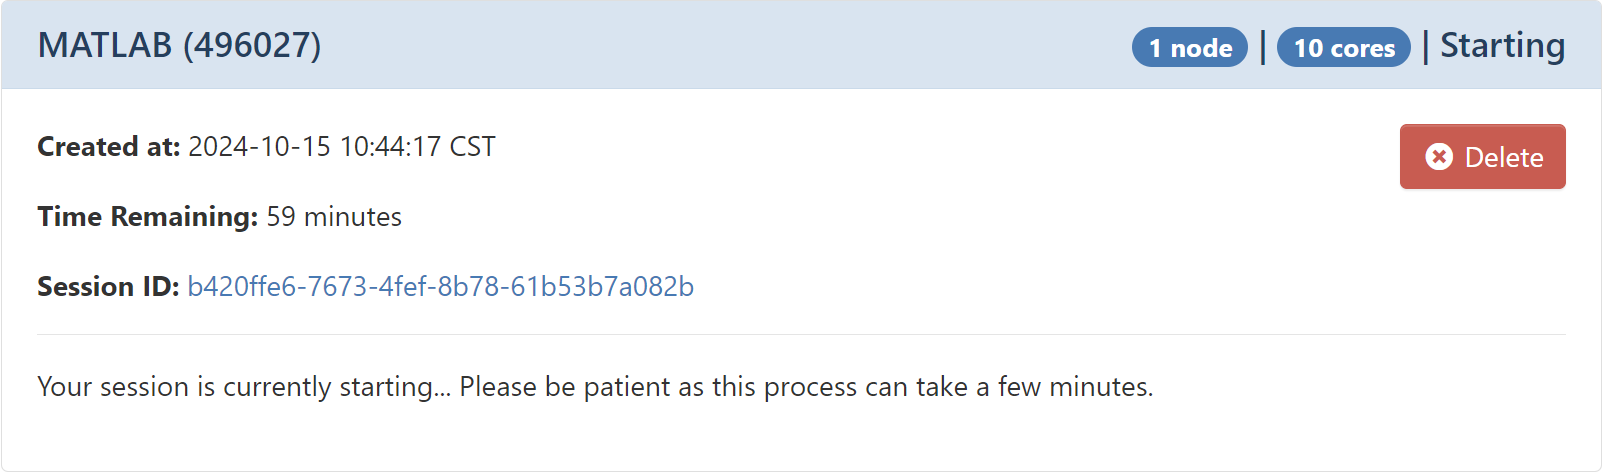 MATLAB (496027) 1 node | 10 cores | Starting
Created at: 2024-10-15 10:44:17 CST
Delete
Time Remaining: 59 minutes
Session ID: b420ffe6-7673-4fef-8b78-61b53b7a082b
Your session is currently starting... Please be patient as this process can take a few minutes.